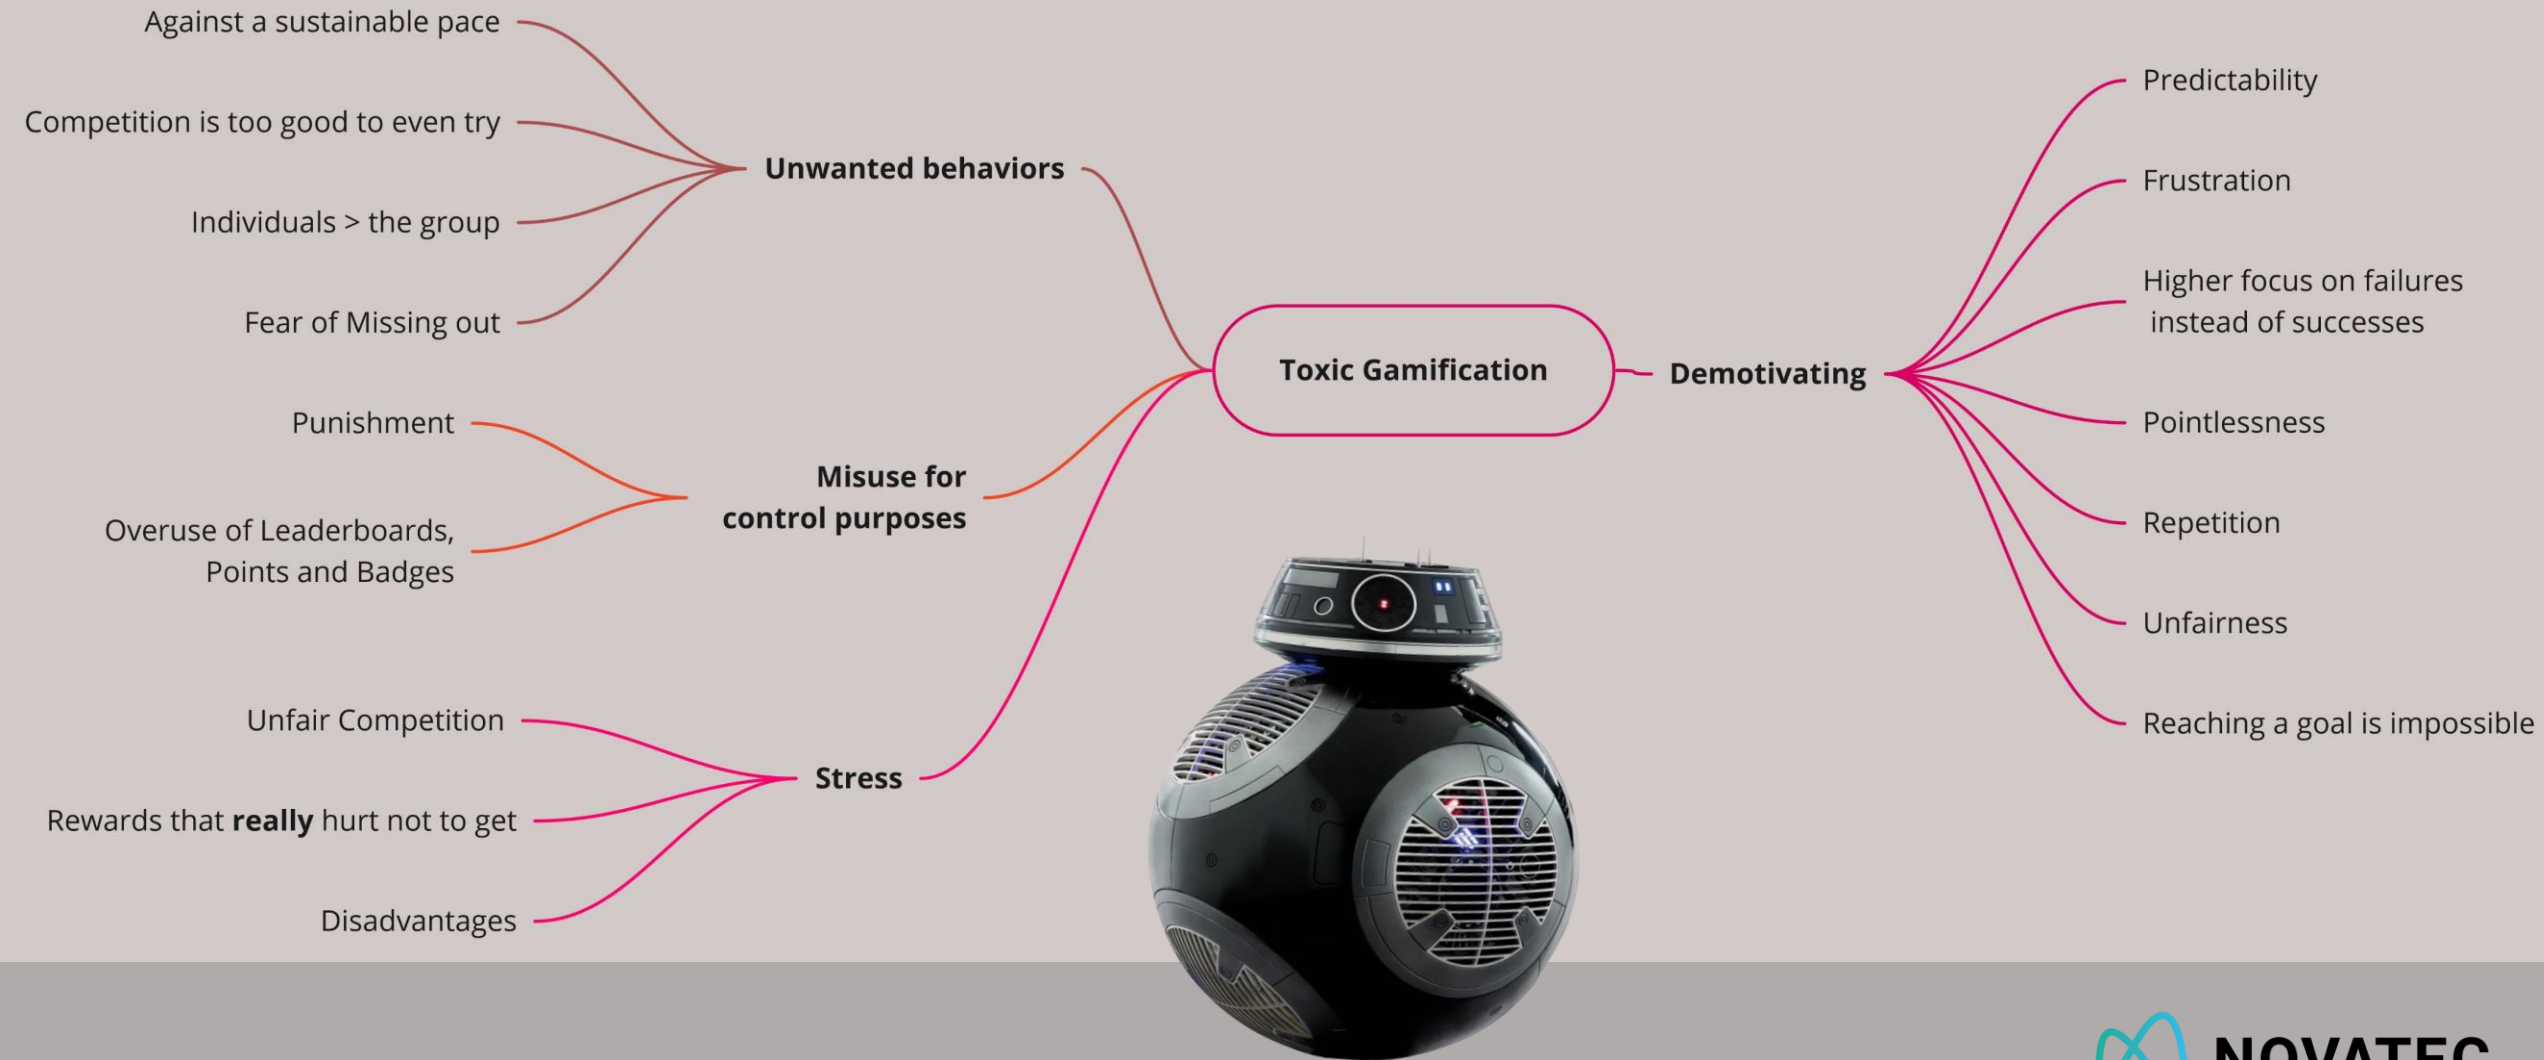 Against a sustainable pace
Competition is too good to even try
Individuals > the group
Fear of Missing out
Unwanted behaviors
Punishment
Overuse of Leaderboards,
Points and Badges
Misuse for
control purposes
Unfair Competition
Rewards that really hurt not to get
Disadvantages
Stress
Toxic Gamification
Demotivating
Predictability
Frustration
Higher focus on failures
instead of successes
Pointlessness
Repetition
Unfairness
Reaching a goal is impossible
NOVATEC